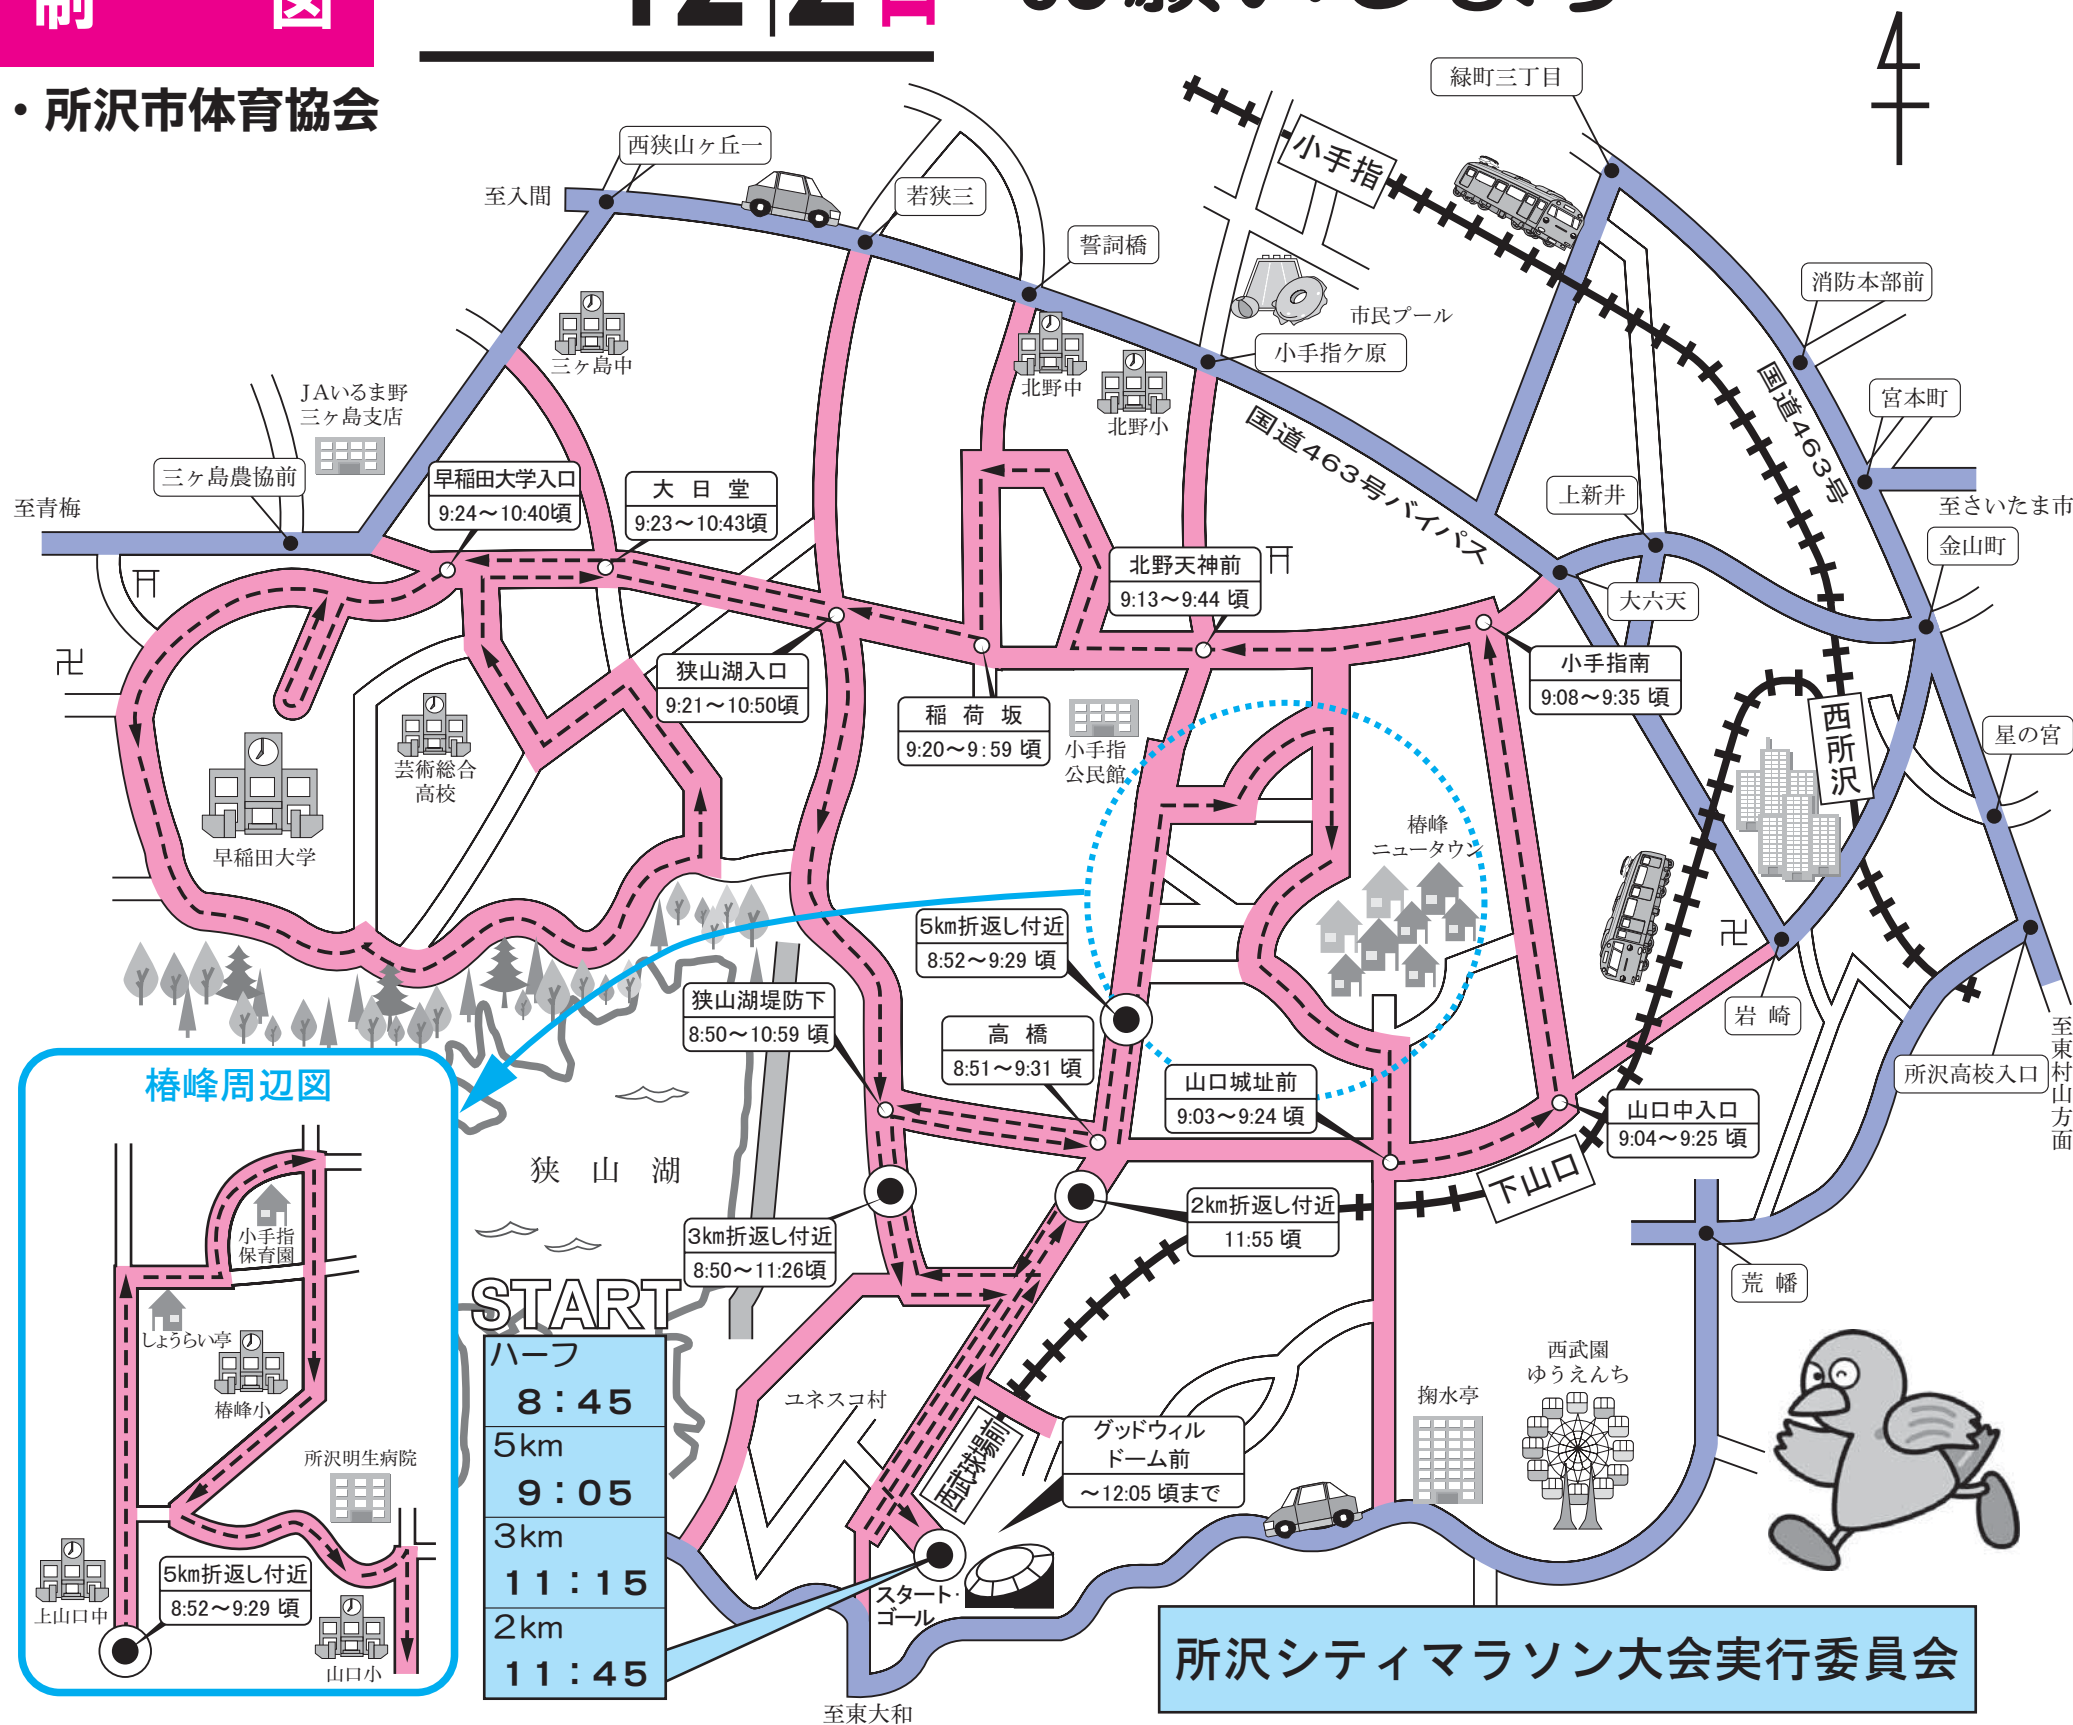 制 図
12 2日
お願いします
・所沢市体育協会
緑町三丁目
西狭山ヶ丘一
至入間
若狭三
誓詞橋
小手指
消防本部前
市民プール
小手指ケ原
三ヶ島中
北野中
北野小
JAいるま野
三ヶ島支店
国道463号
宮本町
国道463号バイパス
至さいたま市
三ヶ島農協前
至青梅
早稲田大学入口
9:24〜10:40頃
大日堂
9:23〜10:43頃
上新井
金山町
北野天神前
9:13〜9:44 頃
大六天
狭山湖入口
9:21〜10:50頃
小手指南
9:08〜9:35 頃
稲荷坂
9:20〜9:59 頃
小手指
公民館
西所沢
星の宮
芸術総合
高校
早稲田大学
椿峰
ニュータウン
5km折返し付近
8:52〜9:29 頃
狭山湖堤防下
8:50〜10:59 頃
高橋
8:51〜9:31 頃
岩崎
至東村山方面
所沢高校入口
山口城址前
9:03〜9:24 頃
山口中入口
9:04〜9:25 頃
下山口
狭山湖
2km折返し付近
11:55 頃
3km折返し付近
8:50〜11:26頃
荒幡
椿峰周辺図
小手指
保育園
しょうらい亭
椿峰小
所沢明生病院
上山口中
5km折返し付近
8:52〜9:29 頃
山口小
START
ハーフ
8:45
5km
9:05
3km
11:15
2km
11:45
ユネスコ村
西武球場前
グッドウィル
ドーム前
〜12:05 頃まで
掬水亭
西武園
ゆうえんち
スタート・
ゴール
至東大和
所沢シティマラソン大会実行委員会